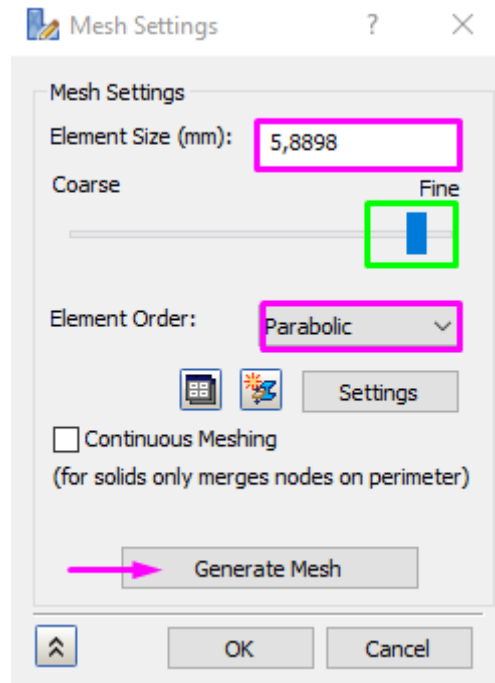 Mesh Settings ?
Mesh Settings
Element Size (mm): 5,8898
Coarse Fine
Element Order: Parabolic
Settings
Continuous Meshing
(for solids only merges nodes on perimeter)
Generate Mesh
OK Cancel